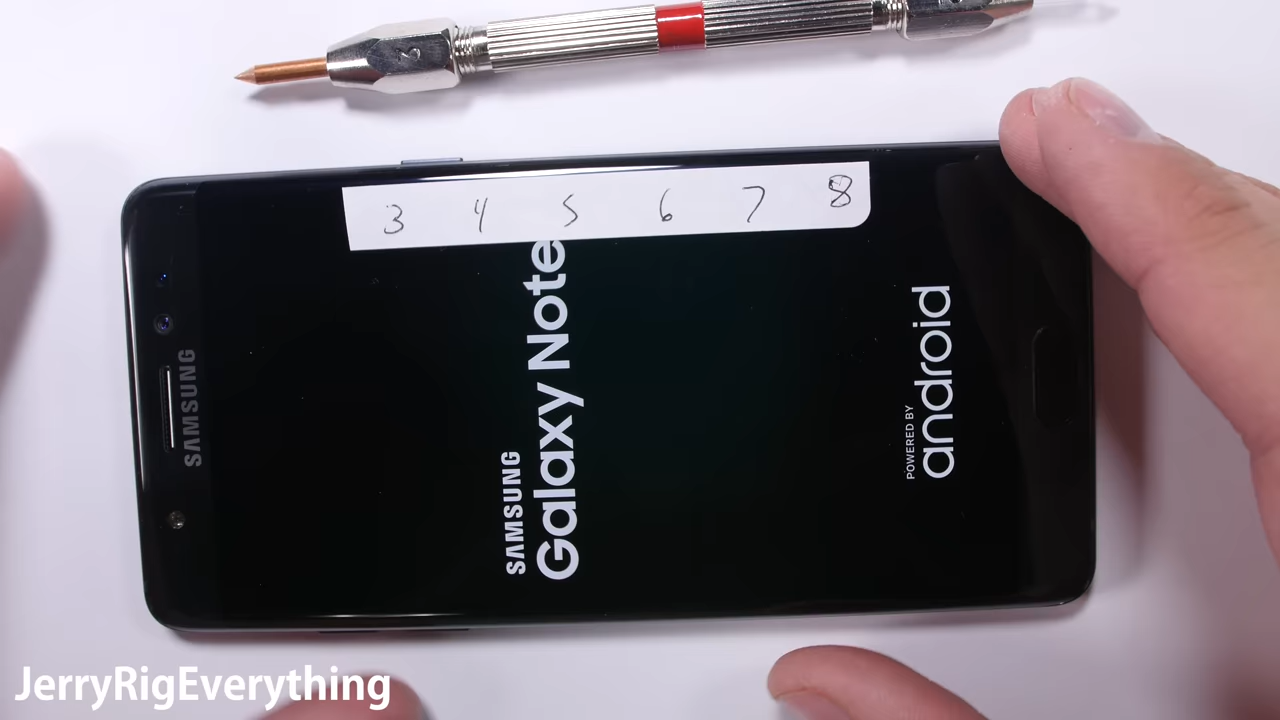 3 4 5 6 7 8
SAMSUNG
SAMSUNG
Galaxy Note
POWERED BY
android
JerryRigEverything